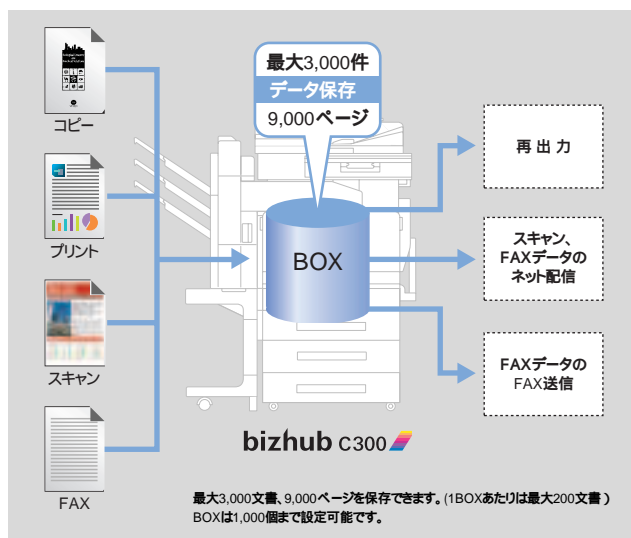 最大3,000件
データ保存
9,000ページ
コピー
プリント
スキャン
FAX
BOX
再出力
スキャン、
FAXデータの
ネット配信
FAXデータの
FAX送信
bizhub C300
最大3,000文書、9,000ページを保存できます。(1BOXあたりは最大200文書)
BOXは1,000個まで設定可能です。